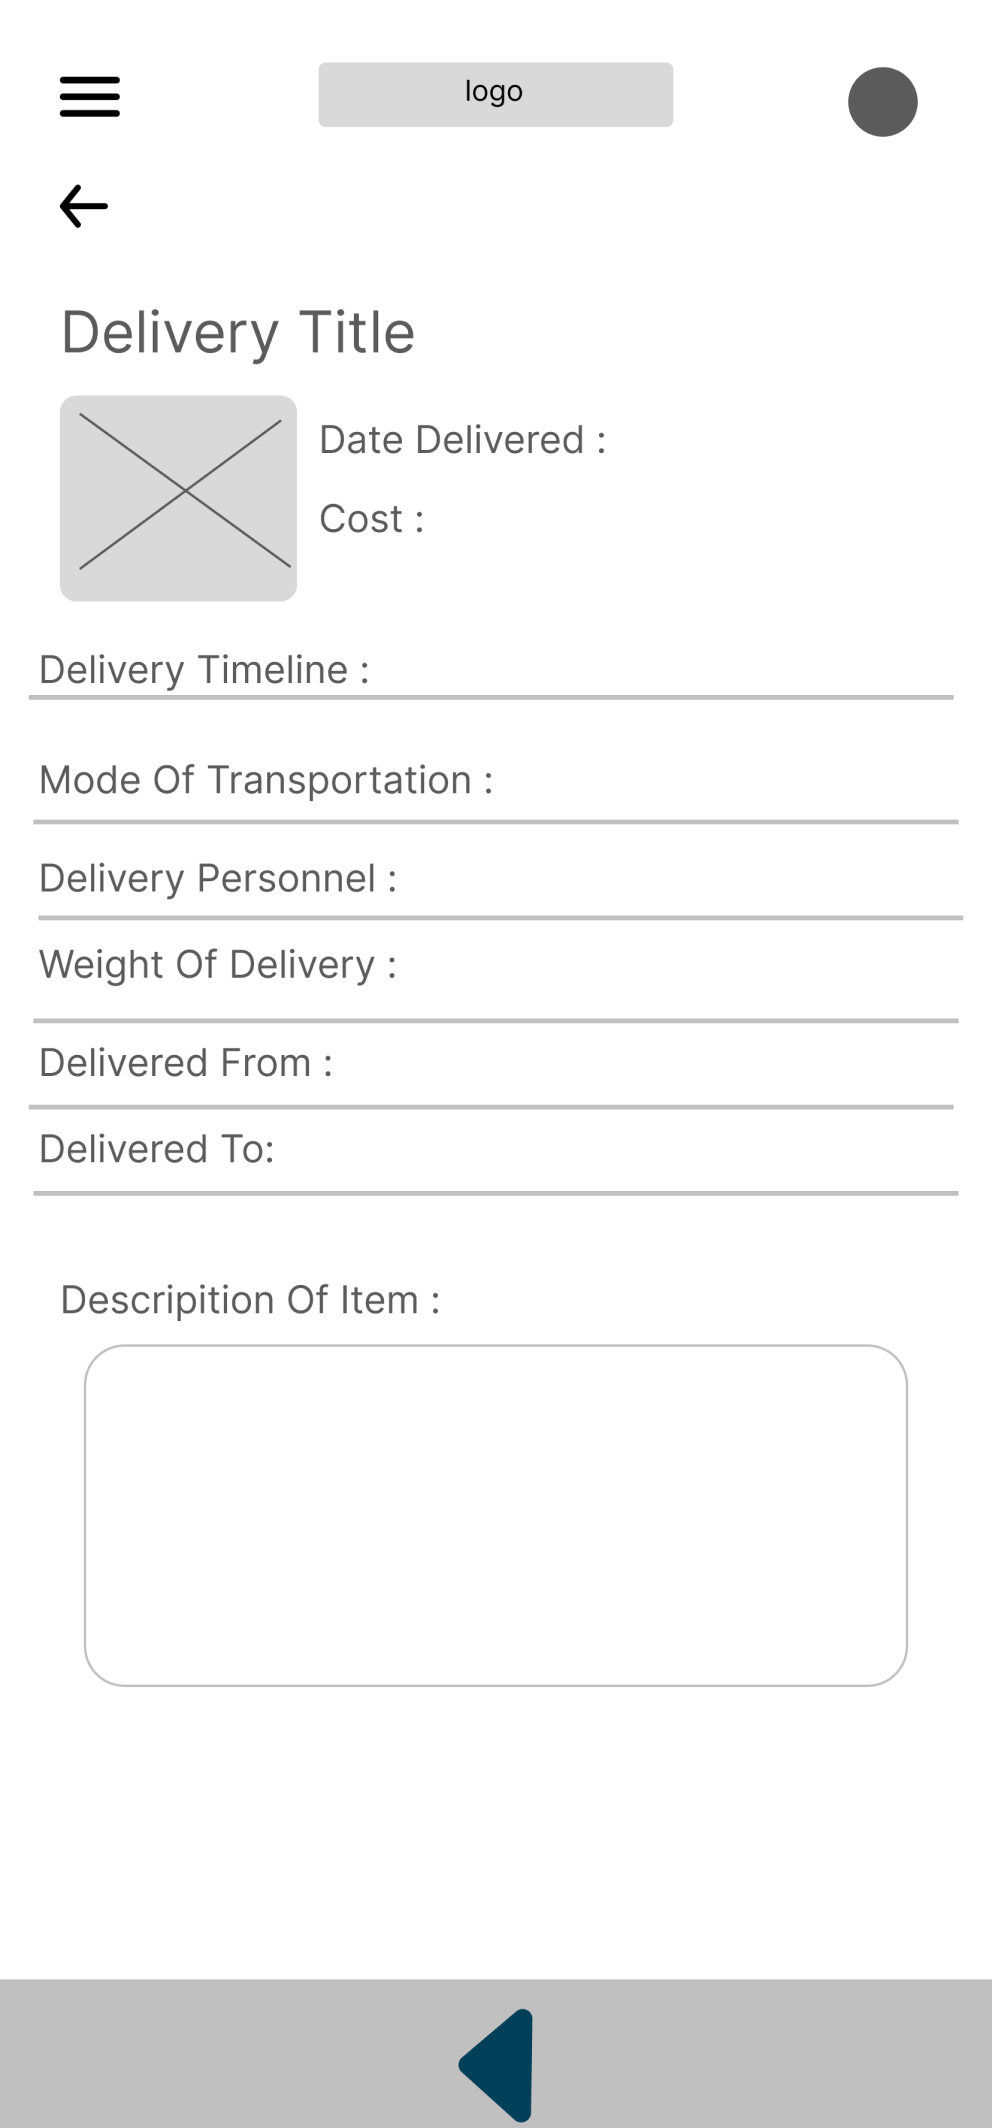 logo
Delivery Title
Date Delivered :
Cost :
Delivery Timeline :
Mode Of Transportation :
Delivery Personnel :
Weight Of Delivery :
Delivered From :
Delivered To:
Descripition Of Item :